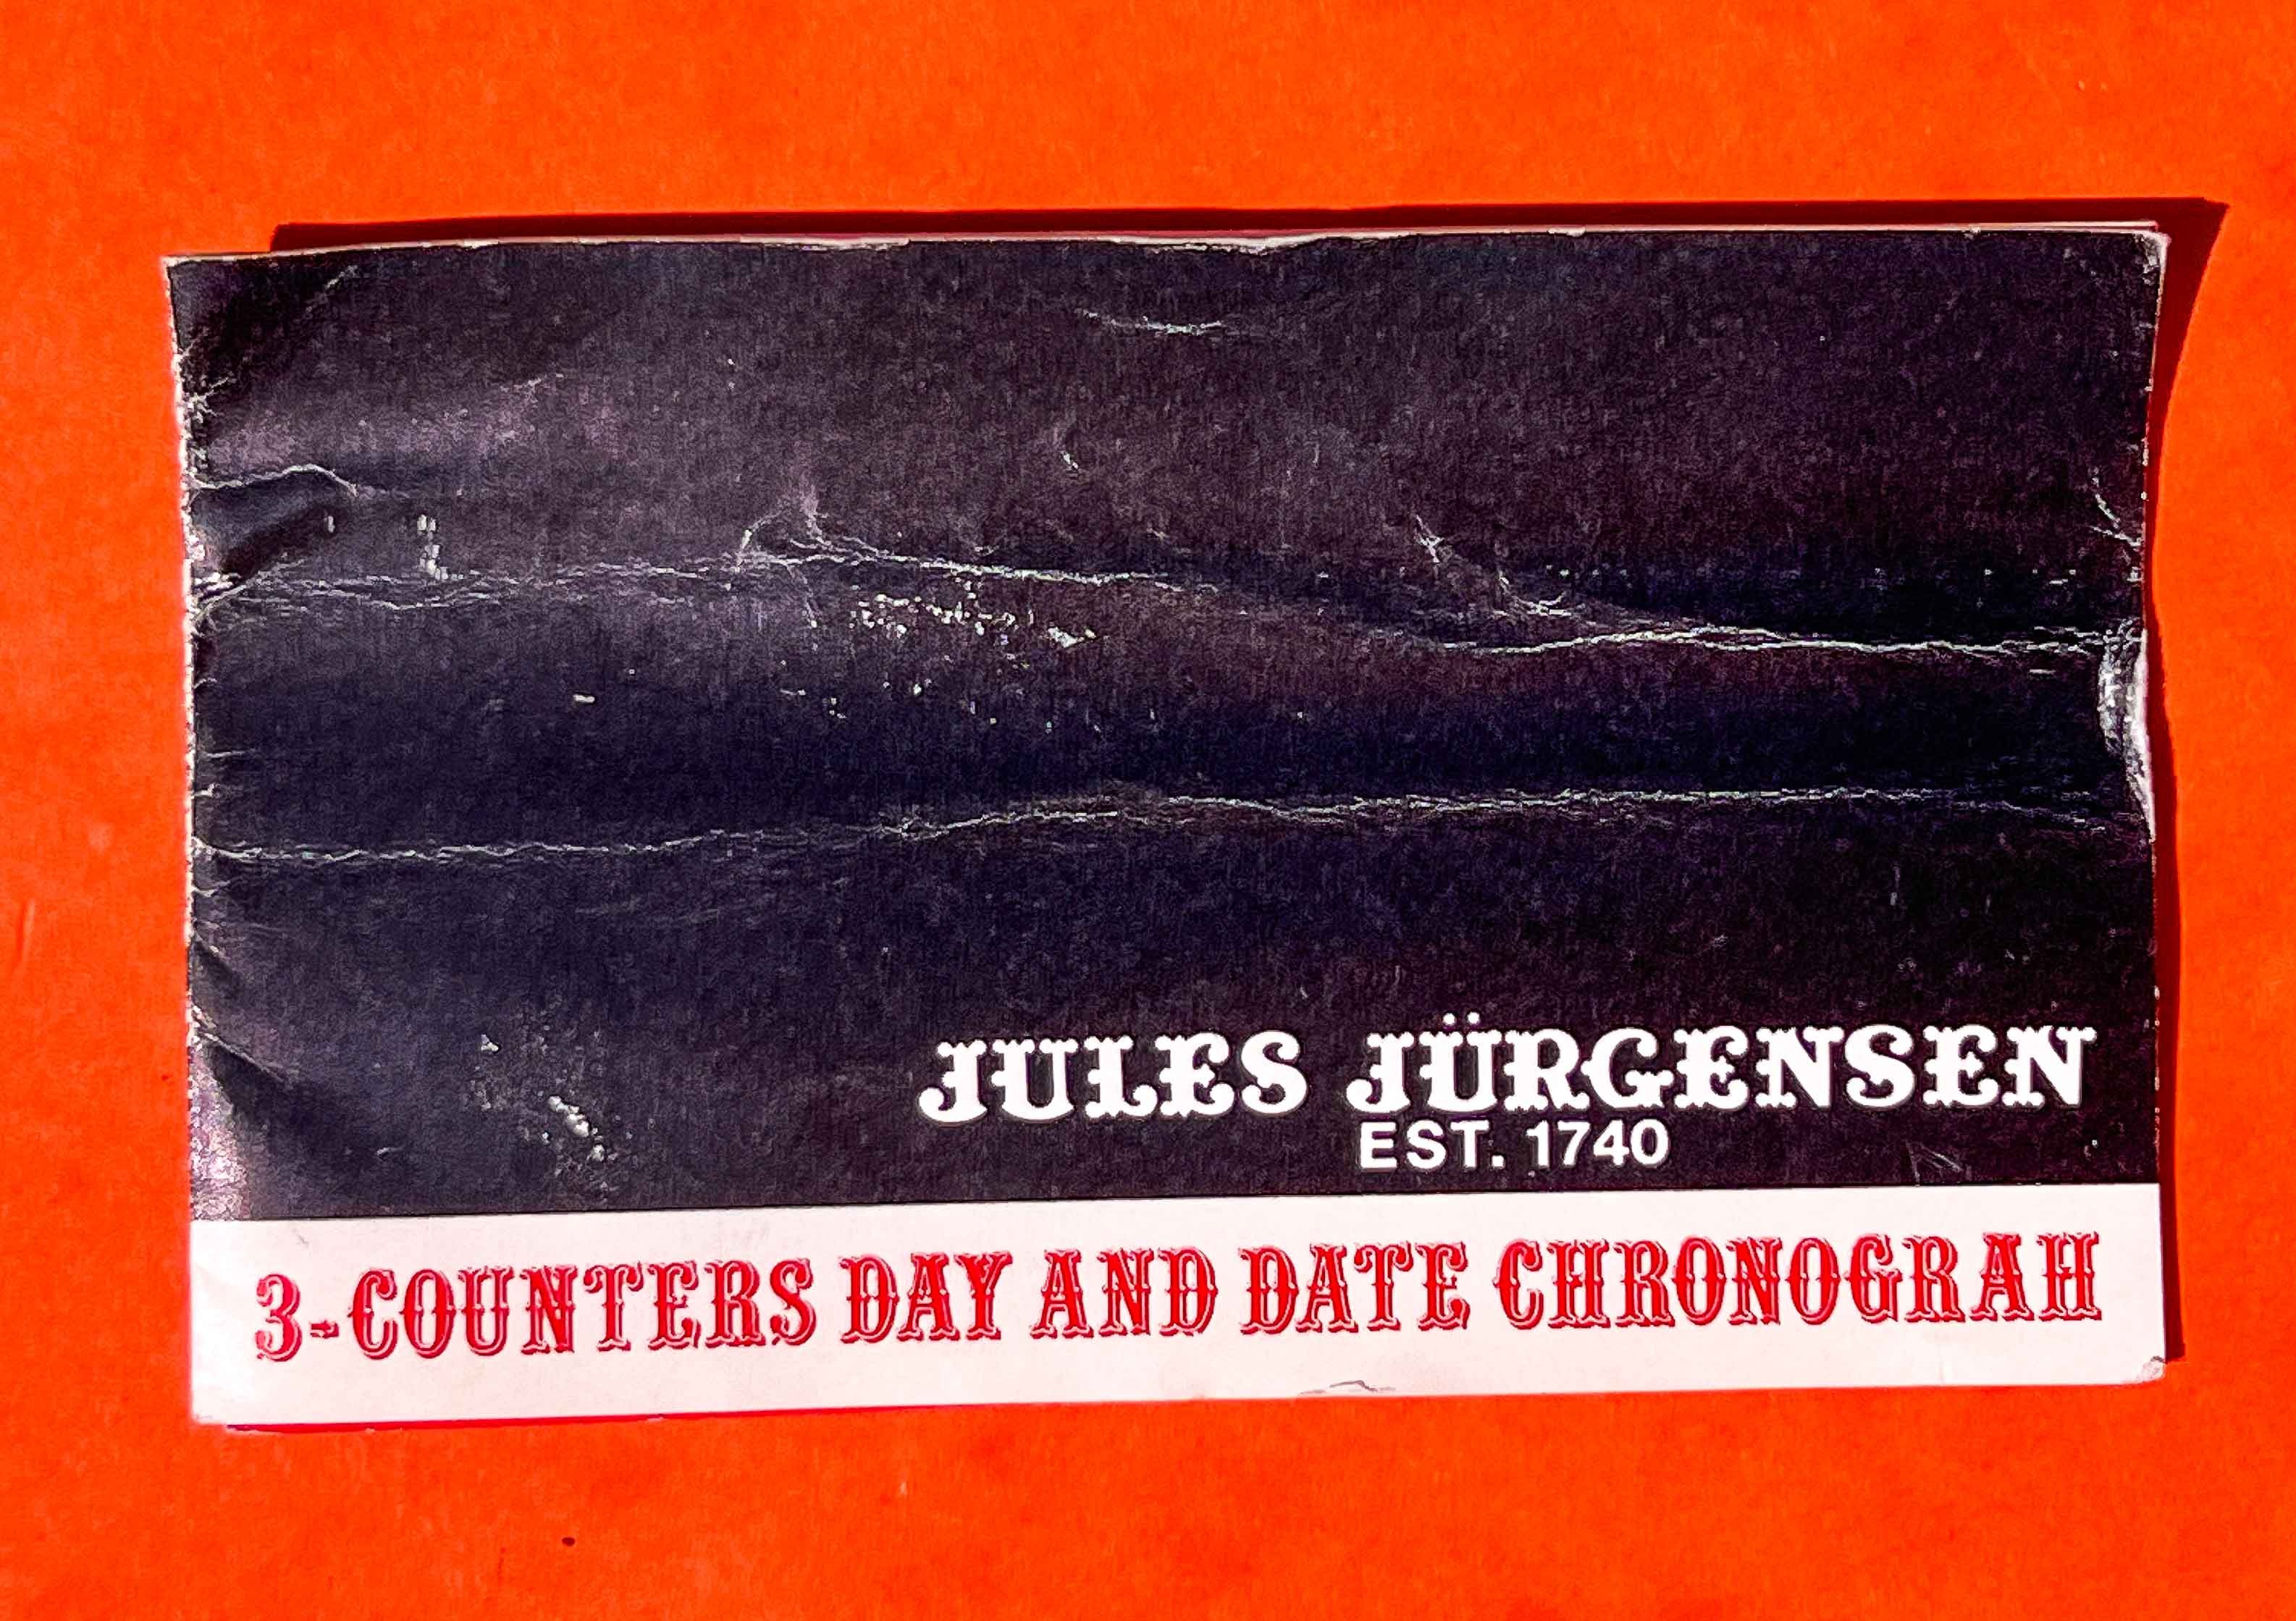 JULES JÜRGENSEN
EST. 1740
3-COUNTERS DAY AND DATE CHRONOGRAH